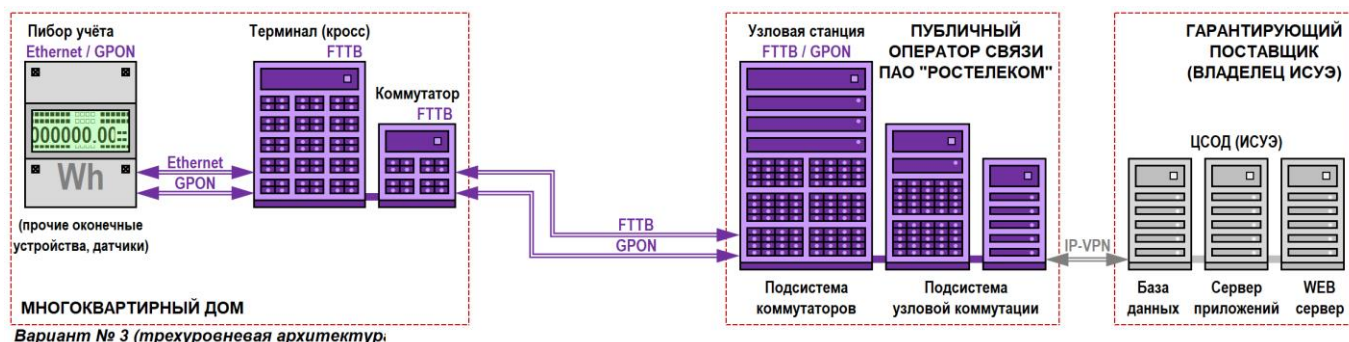 Пибор учёта
Ethernet / GPON
000000.00
Wh
(прочие оконечные
устройства, датчики)
Терминал (кросс)
FTTB
Коммутатор
FTTB
Ethernet
GPON
МНОГОКВАРТИРНЫЙ ДОМ
FTTB
GPON
Узловая станция
FTTB / GPON
ПУБЛИЧНЫЙ
ОПЕРАТОР СВЯЗИ
ПАО "РОСТЕЛЕКОМ"
Подсистема
коммутаторов
Подсистема
узловой коммутации
IP-VPN
ГАРАНТИРУЮЩИЙ
ПОСТАВЩИК
(ВЛАДЕЛЕЦ ИСУЭ)
ЦСОД (ИСУЭ)
База
данных
Сервер
приложений
WEB
сервер
Вариант № 3 (трехуровневая архитектура